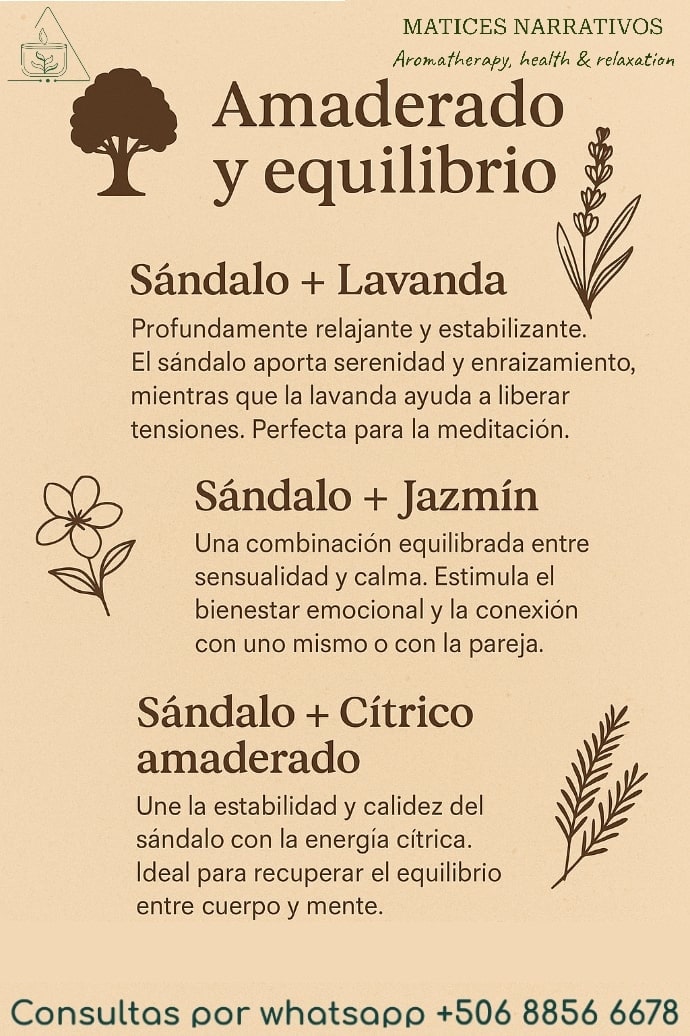 MATICES NARRATIVOS
Aromatherapy, health & relaxation
Amaderado
y equilibrio
Sándalo + Lavanda
Profundamente relajante y estabilizante.
El sándalo aporta serenidad y enraizamiento,
mientras que la lavanda ayuda a liberar
tensiones. Perfecta para la meditación.
Sándalo + Jazmín
Una combinación equilibrada entre
sensualidad y calma. Estimula el
bienestar emocional y la conexión
con uno mismo o con la pareja.
Sándalo + Cítrico
amaderado
Une la estabilidad y calidez del
sándalo con la energía cítrica.
Ideal para recuperar el equilibrio
entre cuerpo y mente.
Consultas por whatsapp +506 8856 6678